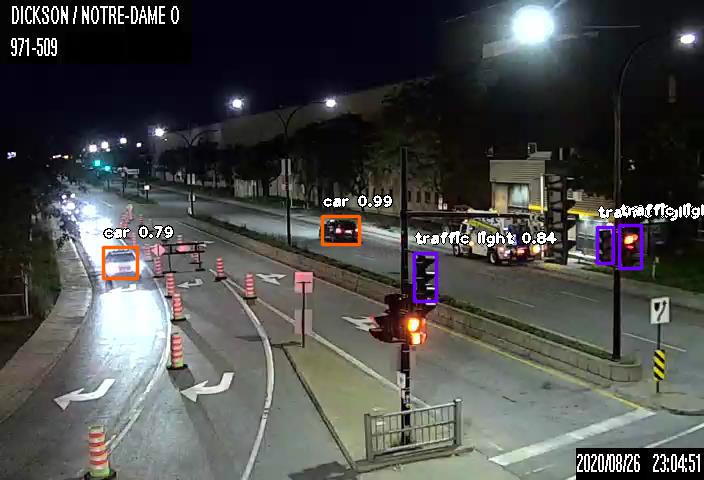 DICKSON / NOTRE-DAME O
971-509
car 0.99
car 0.79
traffic light 0.84
2020/08/26 23:04:51